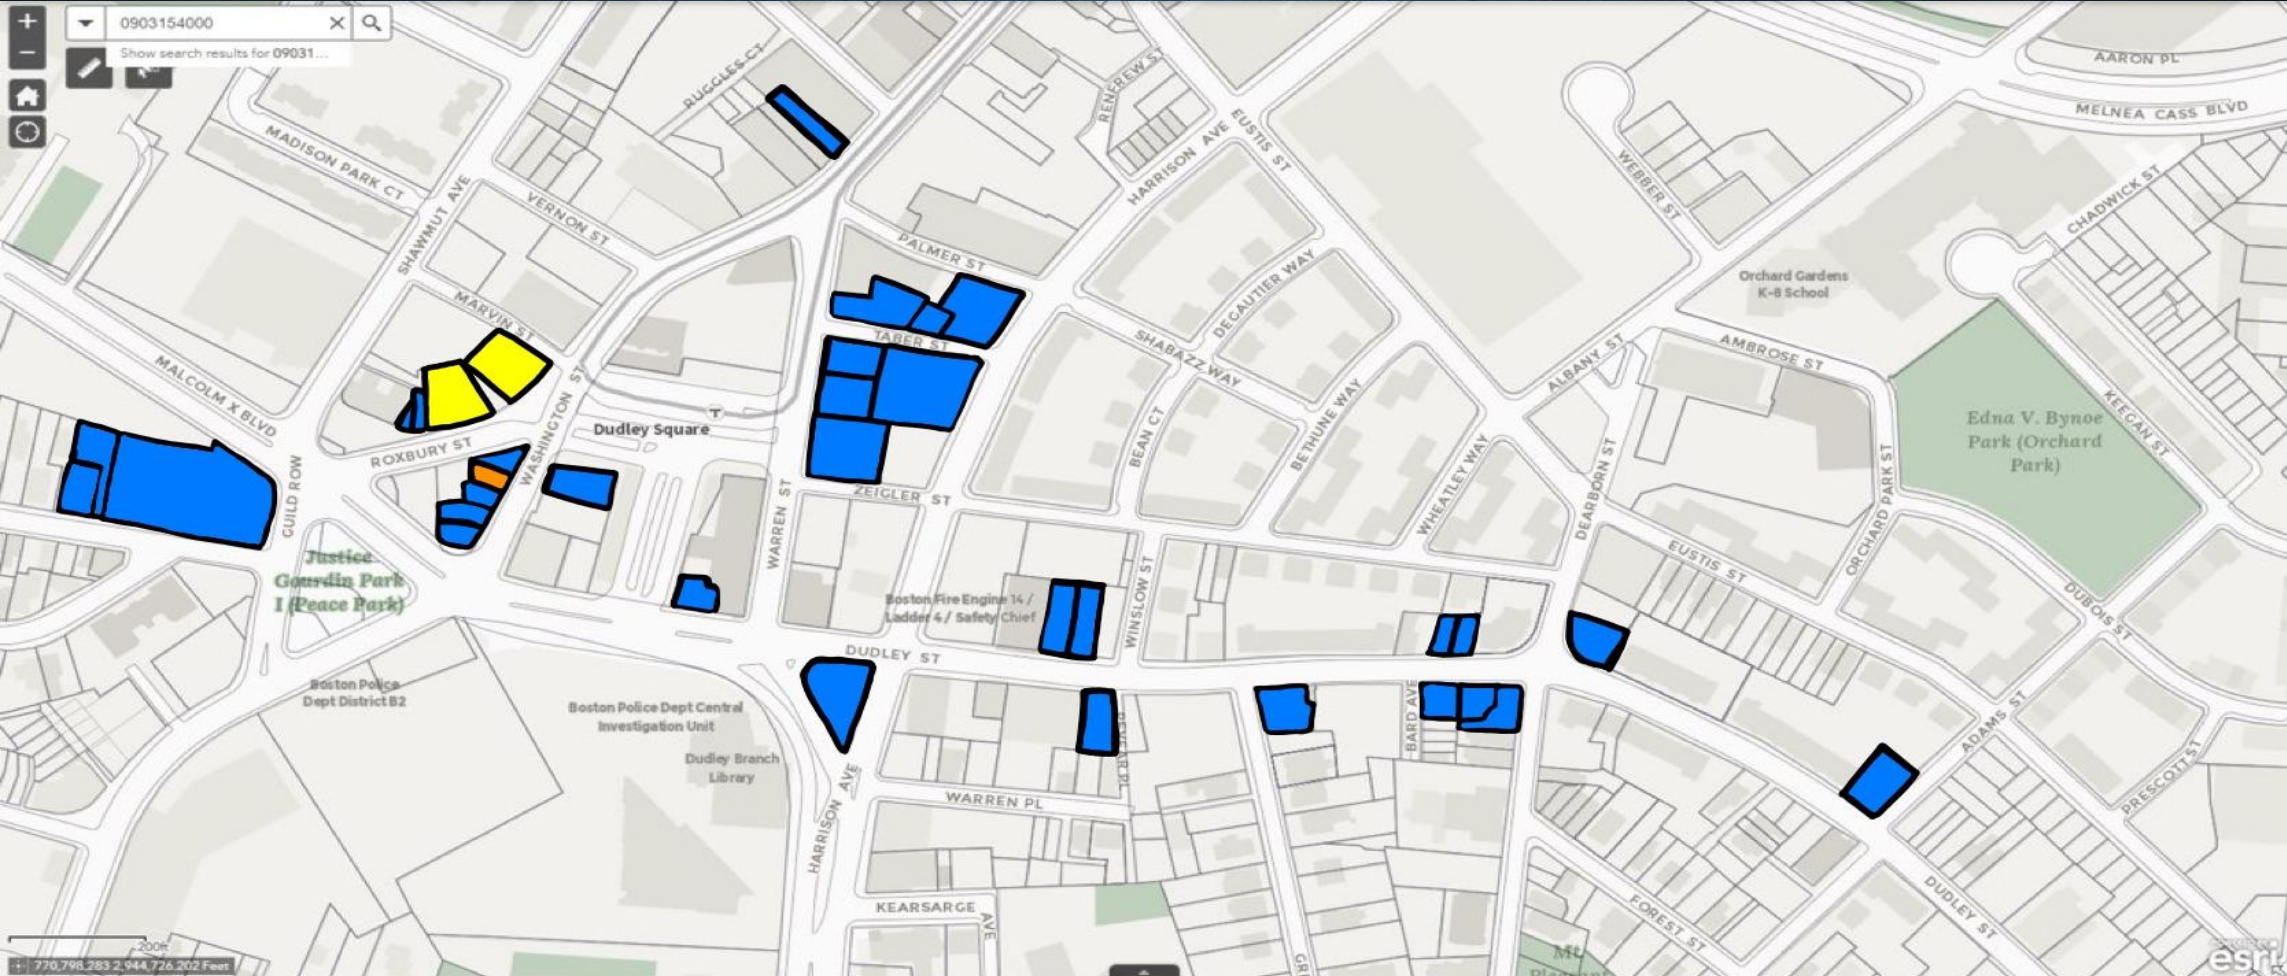 +
0903154000
Show search results for 09031...
−
RUGGLES CT
RENFREW ST
AARON PL
MELNEA CASS BLVD
MADISON PARK CT
HARRISON AVE
EUSTIS ST
WEBBER ST
CHADWICK ST
SHAWMUT AVE
VERNON ST
PALMER ST
DEGAUTIER WAY
Orchard Gardens
K-8 School
MARVIN ST
TABER ST
SHABAZZ WAY
ALBANY ST
AMBROSE ST
MALCOLM X BLVD
WASHINGTON ST
T
Dudley Square
BEAN CT
BETHUNE WAY
KEEGAN ST
Edna V. Bynoe
Park (Orchard
Park)
ROXBURY ST
GUILD ROW
ZEIGLER ST
WARREN ST
WHEATLEY WAY
DEARBORN ST
ORCHARD PARK ST
EUSTIS ST
Justice
Gourdin Park
I (Peace Park)
Boston Fire Engine 14 /
Ladder 4 / Safety Chief
WINSLOW ST
DUBOIS ST
DUDLEY ST
Boston Police
Dept District B2
Boston Police Dept Central
Investigation Unit
Dudley Branch
Library
BARD AVE
ADAMS ST
PRESCOTT ST
HARRISON AVE
WARREN PL
KEARSARGE
AVE
FOREST ST
DUDLEY ST
Mt.
Pleasant
GR
200ft
770,798.283 2,944,726.202 Feet
esri